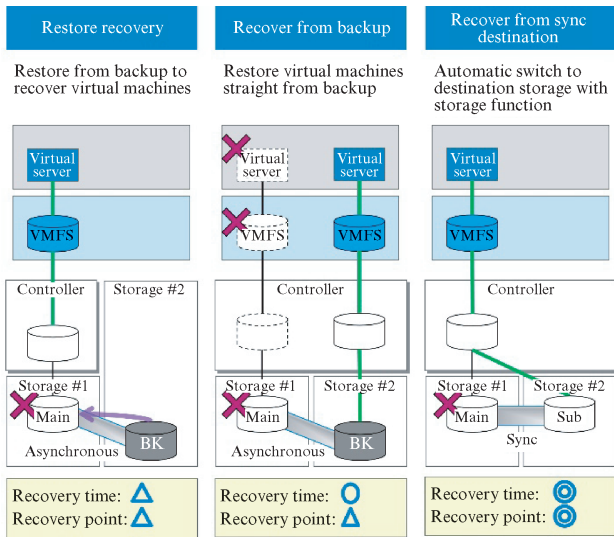 Restore recovery
Restore from backup to
recover virtual machines
Virtual
server
VMFS
Controller
Storage #2
Storage #1
Main
Asynchronous
BK
Recovery time: △
Recovery point: △
Recover from backup
Restore virtual machines
straight from backup
Virtual
server
Virtual
server
VMFS
VMFS
Controller
Storage #1
Storage #2
Main
Asynchronous
BK
Recovery time: ○
Recovery point: △
Recover from sync
destination
Automatic switch to
destination storage with
storage function
Virtual
server
VMFS
Controller
Storage #1
Storage #2
Main
Sub
Sync
Recovery time: ◎
Recovery point: ◎